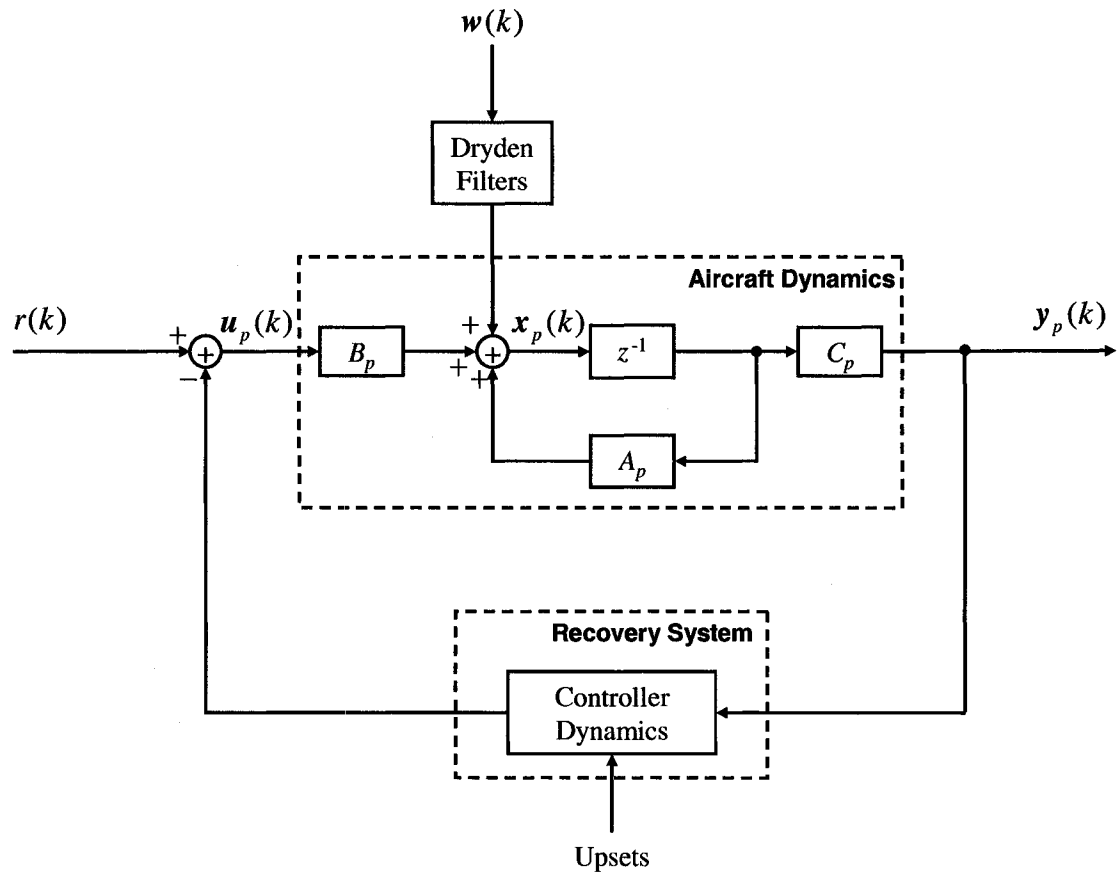 w(k)
Dryden
Filters
Aircraft Dynamics
r(k)
+
+
−
u_p(k)
B_p
+
+
+
+
x_p(k)
z^{-1}
C_p
y_p(k)
A_p
Recovery System
Controller
Dynamics
Upsets